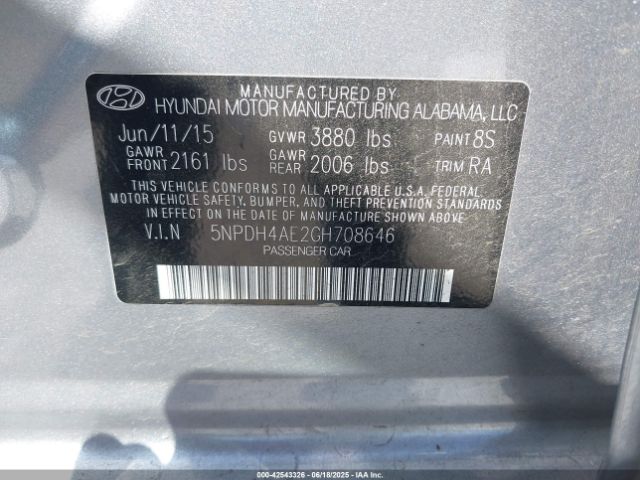 MANUFACTURED BY
HYUNDAI MOTOR MANUFACTURING ALABAMA, LLC
Jun/11/15 GVWR 3880 lbs PAINT 8S
GAWR FRONT 2161 lbs GAWR REAR 2006 lbs TRIM RA
THIS VEHICLE CONFORMS TO ALL APPLICABLE U.S.A. FEDERAL
MOTOR VEHICLE SAFETY, BUMPER, AND THEFT PREVENTION
STANDARDS IN EFFECT ON THE DATE OF MANUFACTURE SHOWN ABOVE.
V.I.N 5NPDH4AE2GH708646
PASSENGER CAR
000-42543326 - 06/18/2025 - IAA Inc.